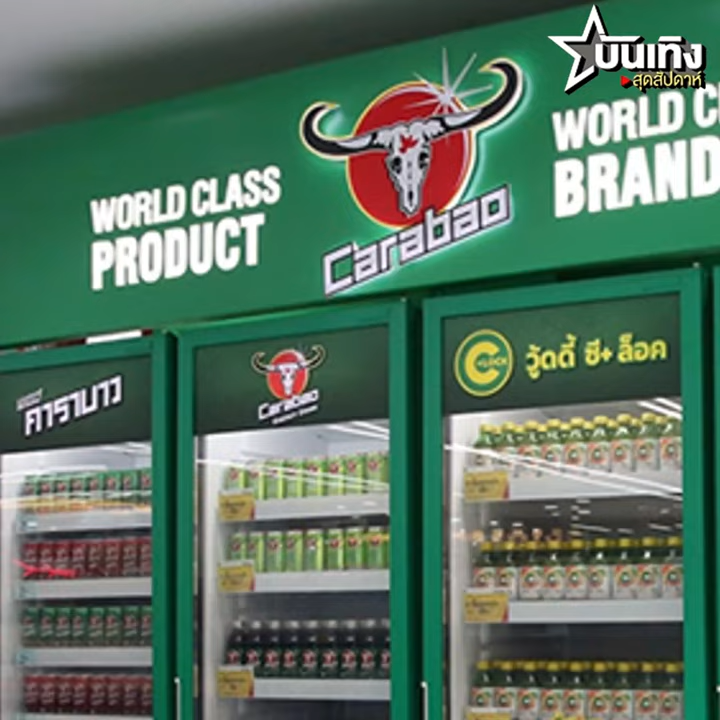 บันเทิง
สุดสัปดาห์
WORLD CLASS
PRODUCT
Carabao
WORLD C
BRAND
คาราบาว
Carabao
C
+LOCK
วู้ดดี้ ซี+ ล็อค